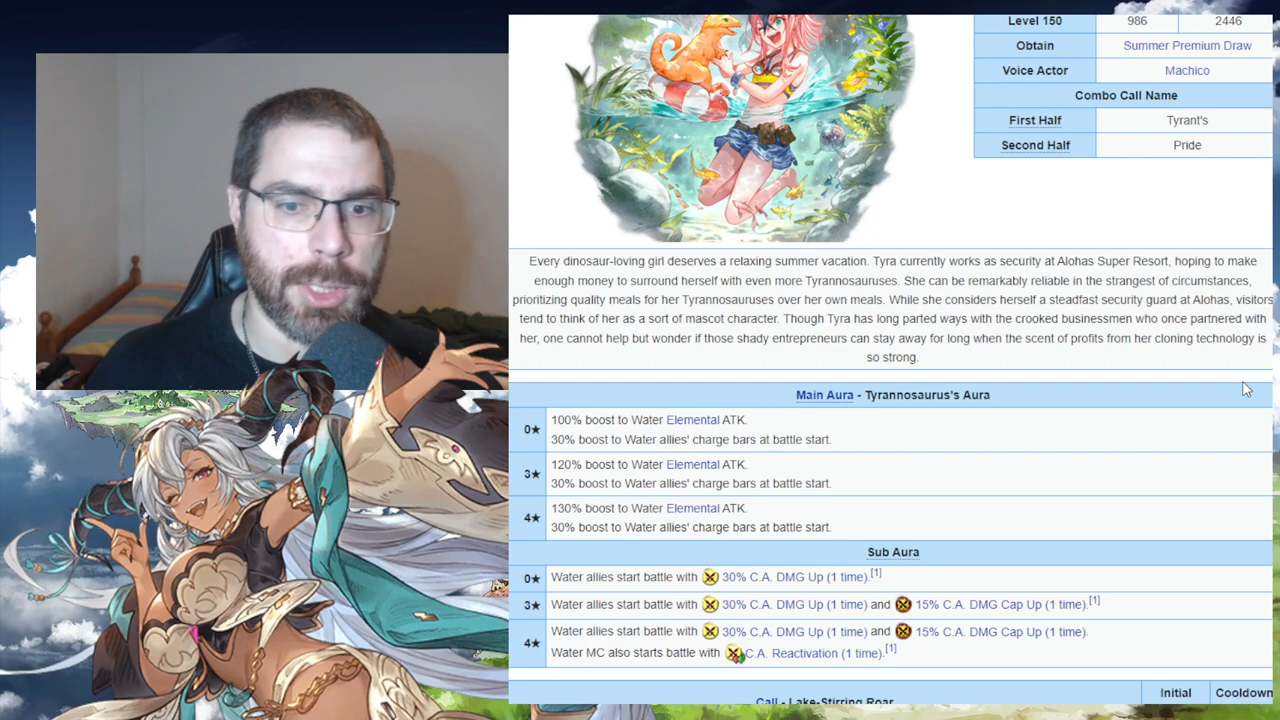 Level 150 986 2446
Obtain Summer Premium Draw
Voice Actor Machico
Combo Call Name
First Half Tyrant's
Second Half Pride
Every dinosaur-loving girl deserves a relaxing summer vacation. Tyra currently works as security at Alohas Super Resort, hoping to make
enough money to surround herself with even more Tyrannosauruses. She can be remarkably reliable in the strangest of circumstances,
prioritizing quality meals for her Tyrannosauruses over her own meals. While she considers herself a steadfast security guard at Alohas, visitors
tend to think of her as a sort of mascot character. Though Tyra has long parted ways with the crooked businessmen who once partnered with
her, one cannot help but wonder if those shady entrepreneurs can stay away for long when the scent of profits from her cloning technology is
so strong.
Main Aura - Tyrannosaurus's Aura
0★ 100% boost to Water Elemental ATK.
30% boost to Water allies' charge bars at battle start.
3★ 120% boost to Water Elemental ATK.
30% boost to Water allies' charge bars at battle start.
4★ 130% boost to Water Elemental ATK.
30% boost to Water allies' charge bars at battle start.
Sub Aura
0★ Water allies start battle with 30% C.A. DMG Up (1 time).[1]
3★ Water allies start battle with 30% C.A. DMG Up (1 time) and 15% C.A. DMG Cap Up (1 time).[1]
4★ Water allies start battle with 30% C.A. DMG Up (1 time) and 15% C.A. DMG Cap Up (1 time).
Water MC also starts battle with C.A. Reactivation (1 time).[1]
Call - Lake-Stirring Roar Initial Cooldown